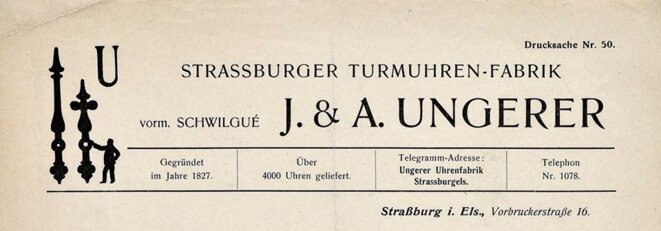 Drucksache Nr. 50.
U
STRASSBURGER TURMUHREN-FABRIK
vorm. SCHWILGUÉ J. & A. UNGERER
Gegründet
im Jahre 1827.
Über
4000 Uhren geliefert.
Telegramm-Adresse:
Ungerer Uhrenfabrik
Strassburgels.
Telephon
Nr. 1078.
Straßburg i. Els., Vorbruckerstraße 16.